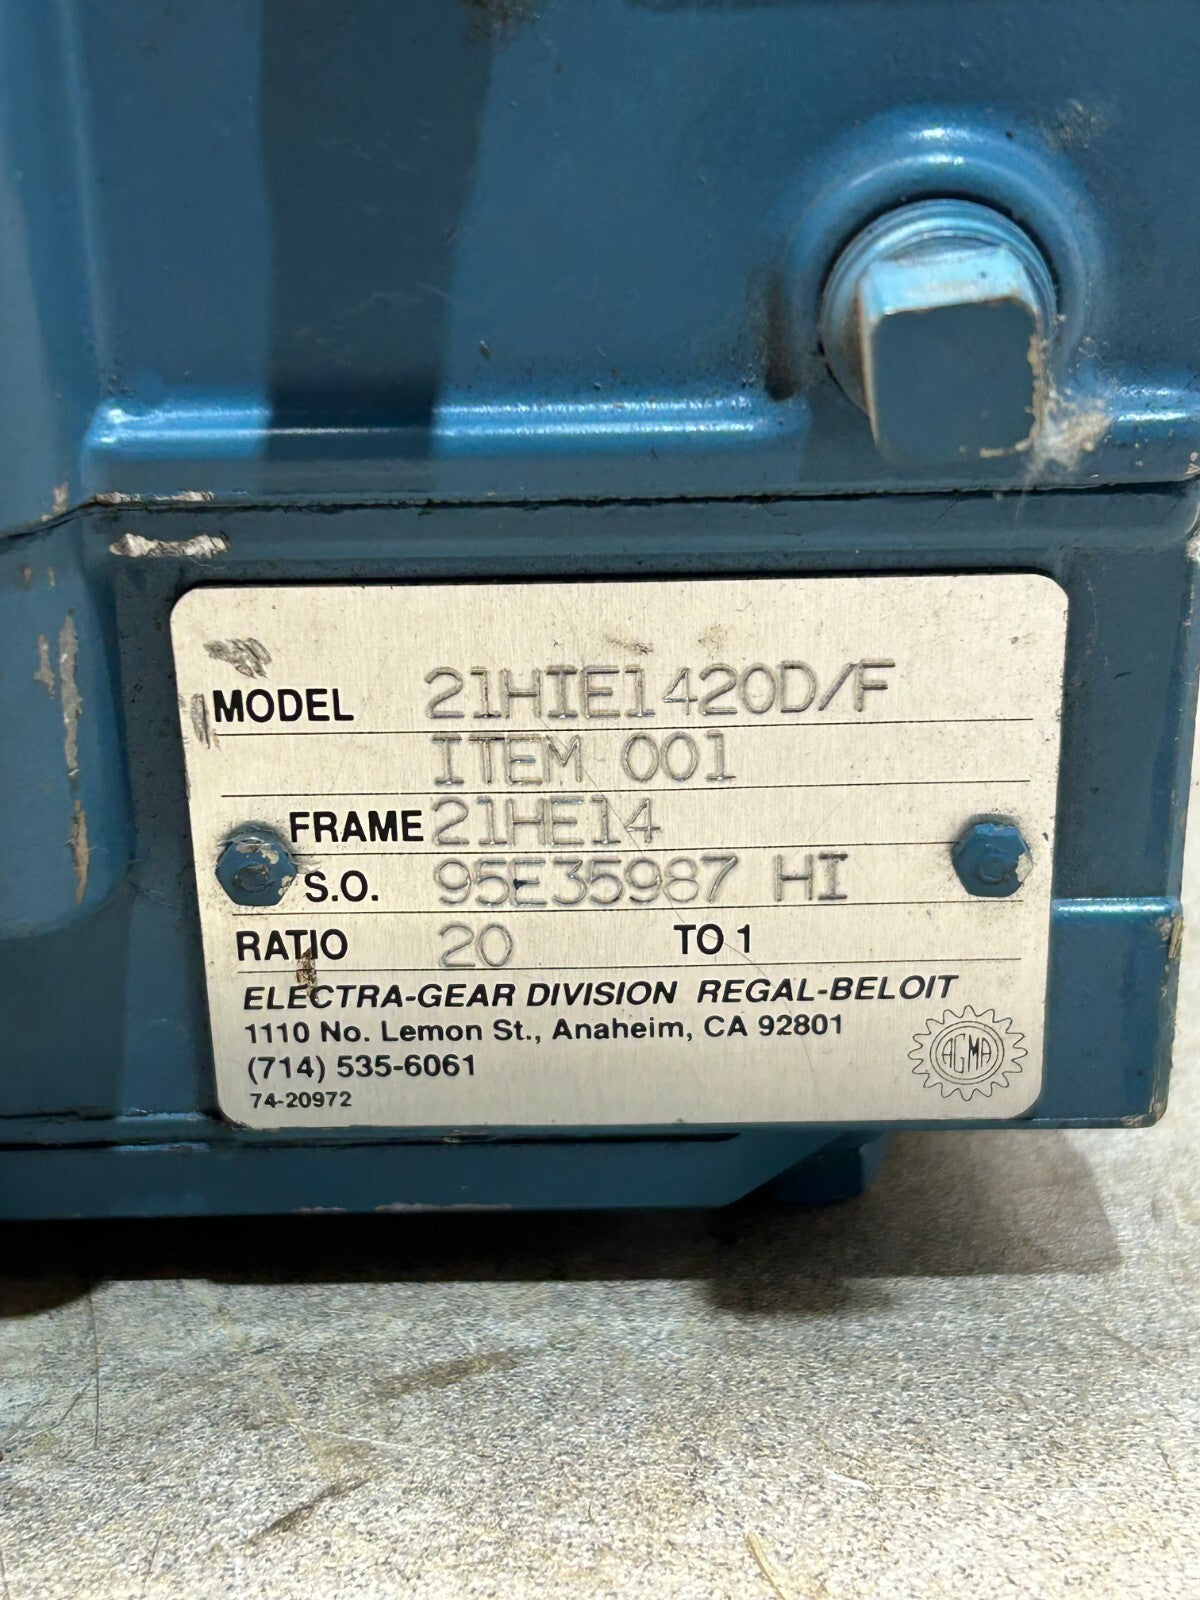 MODEL 21HIE1420D/F
ITEM 001
FRAME 21HE14
S.O. 95E35987 HI
RATIO 20 TO 1
ELECTRA-GEAR DIVISION REGAL-BELOIT
1110 No. Lemon St., Anaheim, CA 92801
(714) 535-6061
74-20972
AGMA